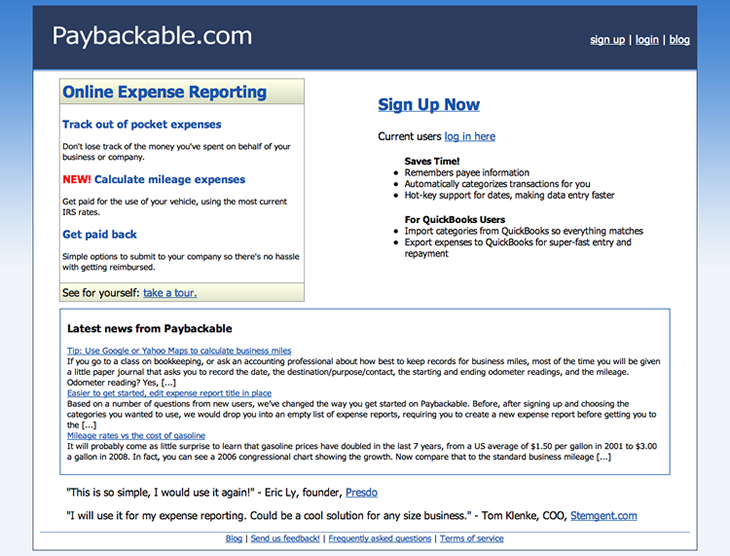 Paybackable.com
sign up | login | blog
Online Expense Reporting
Track out of pocket expenses
Don't lose track of the money you've spent on behalf of your
business or company.
NEW! Calculate mileage expenses
Get paid for the use of your vehicle, using the most current
IRS rates.
Get paid back
Simple options to submit to your company so there's no hassle
with getting reimbursed.
See for yourself: take a tour.
Sign Up Now
Current users log in here
Saves Time!
• Remembers payee information
• Automatically categorizes transactions for you
• Hot-key support for dates, making data entry faster
For QuickBooks Users
• Import categories from QuickBooks so everything matches
• Export expenses to QuickBooks for super-fast entry and
repayment
Latest news from Paybackable
Tip: Use Google or Yahoo Maps to calculate business miles
If you go to a class on bookkeeping, or ask an accounting professional about how best to keep records for business miles, most of the time you will be given
a little paper journal that asks you to record the date, the destination/purpose/contact, the starting and ending odometer readings, and the mileage.
Odometer reading? Yes, [...]
Easier to get started, edit expense report title in place
Based on a number of questions from new users, we've changed the way you get started on Paybackable. Before, after signing up and choosing the
categories you wanted to use, we would drop you into an empty list of expense reports, requiring you to create a new expense report before getting you to
the [...]
Mileage rates vs the cost of gasoline
It will probably come as little surprise to learn that gasoline prices have doubled in the last 7 years, from a US average of $1.50 per gallon in 2001 to $3.00
a gallon in 2008. In fact, you can see a 2006 congressional chart showing the growth. Now compare that to the standard business mileage [...]
"This is so simple, I would use it again!" - Eric Ly, founder, Presdo
"I will use it for my expense reporting. Could be a cool solution for any size business." - Tom Klenke, COO, Stemgent.com
Blog | Send us feedback! | Frequently asked questions | Terms of service